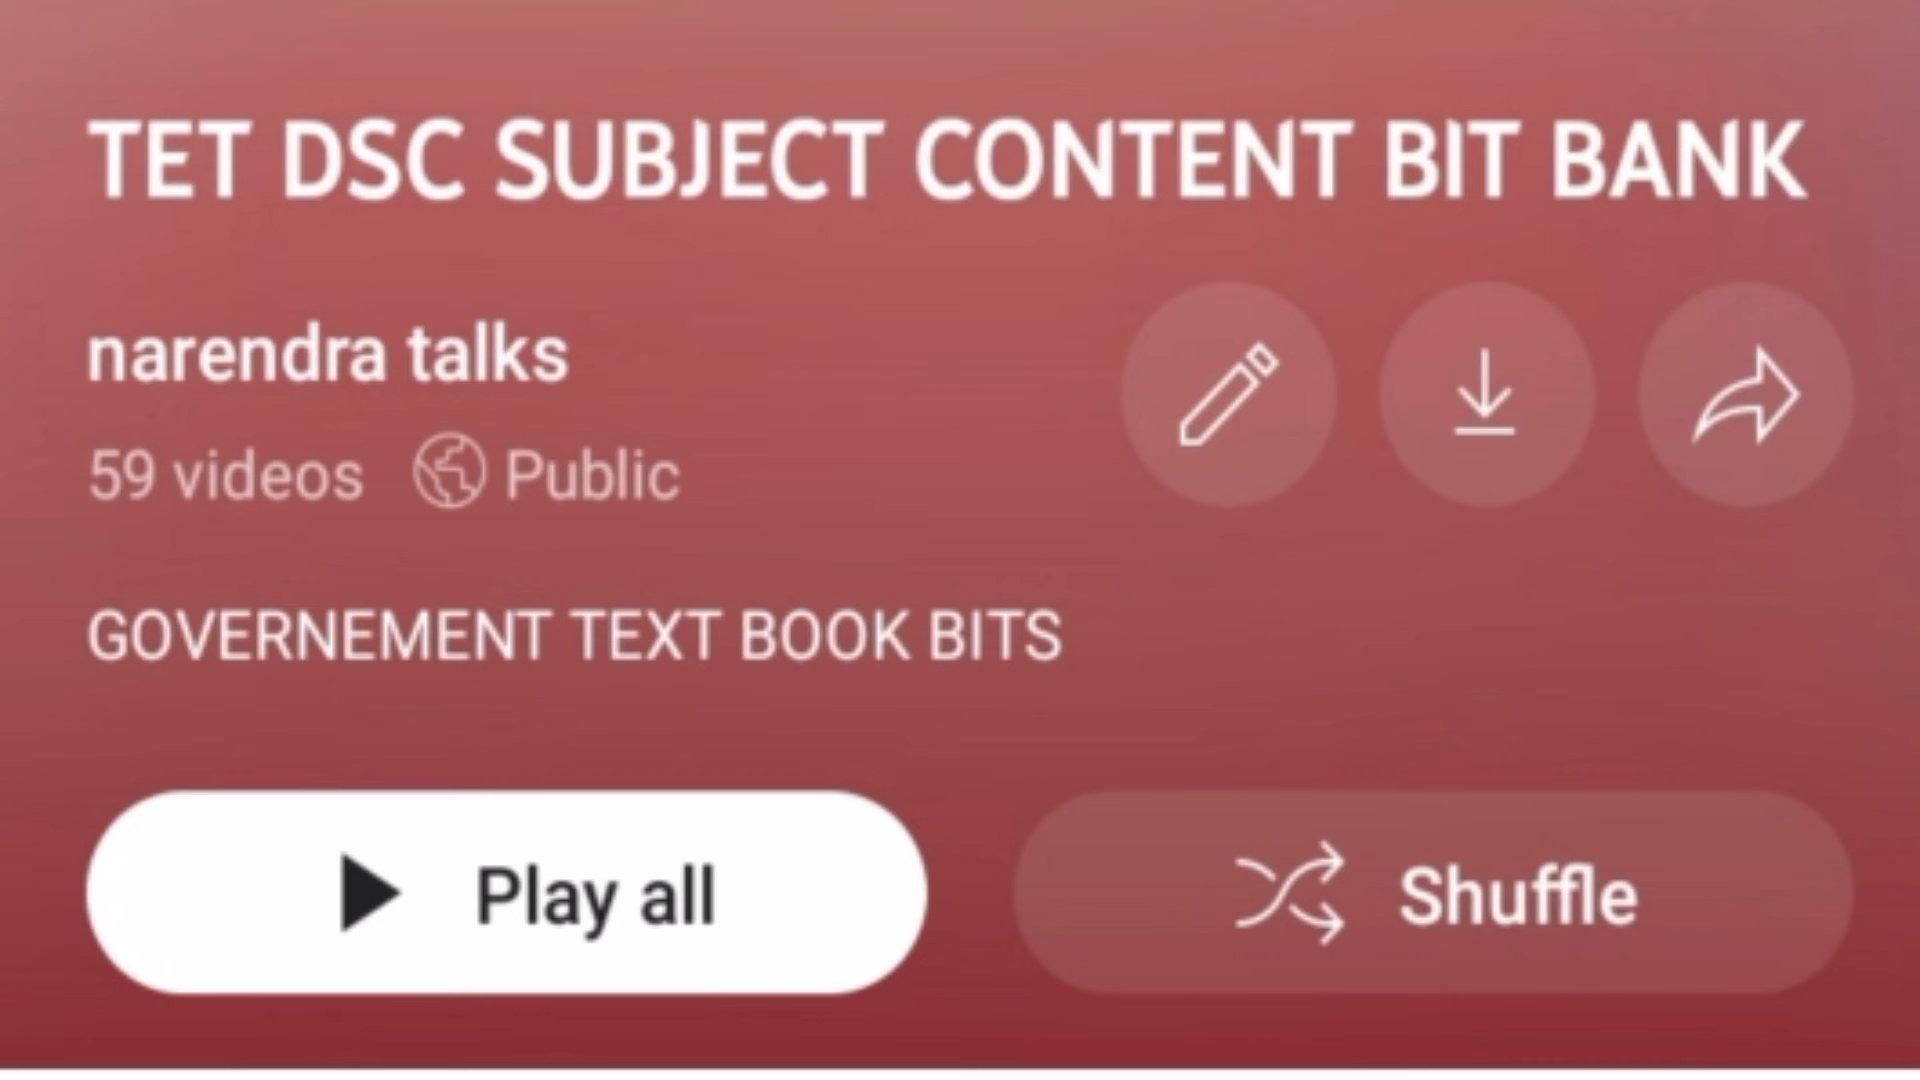 TET DSC SUBJECT CONTENT BIT BANK
narendra talks
59 videos Public
GOVERNEMENT TEXT BOOK BITS
Play all
Shuffle